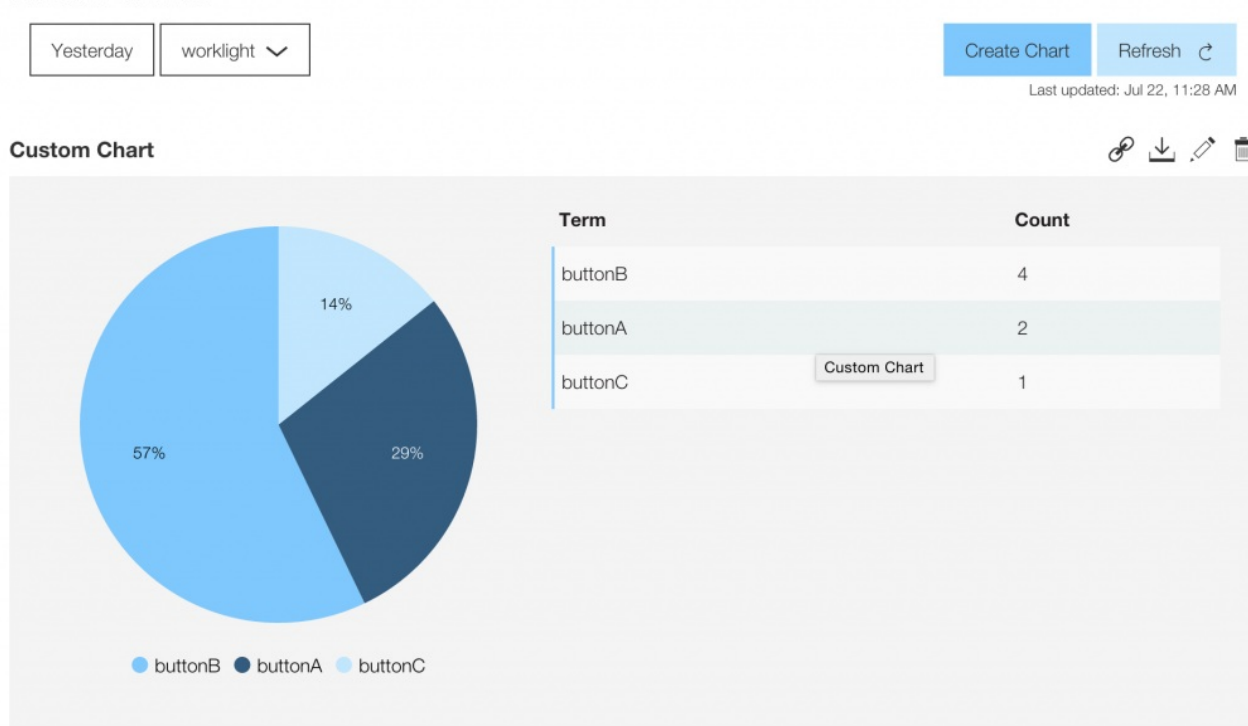 Yesterday worklight Create Chart Refresh
Last updated: Jul 22, 11:28 AM
Custom Chart
Term Count
buttonB 4
buttonA 2
Custom Chart
buttonC 1
14%
57% 29%
buttonB buttonA buttonC